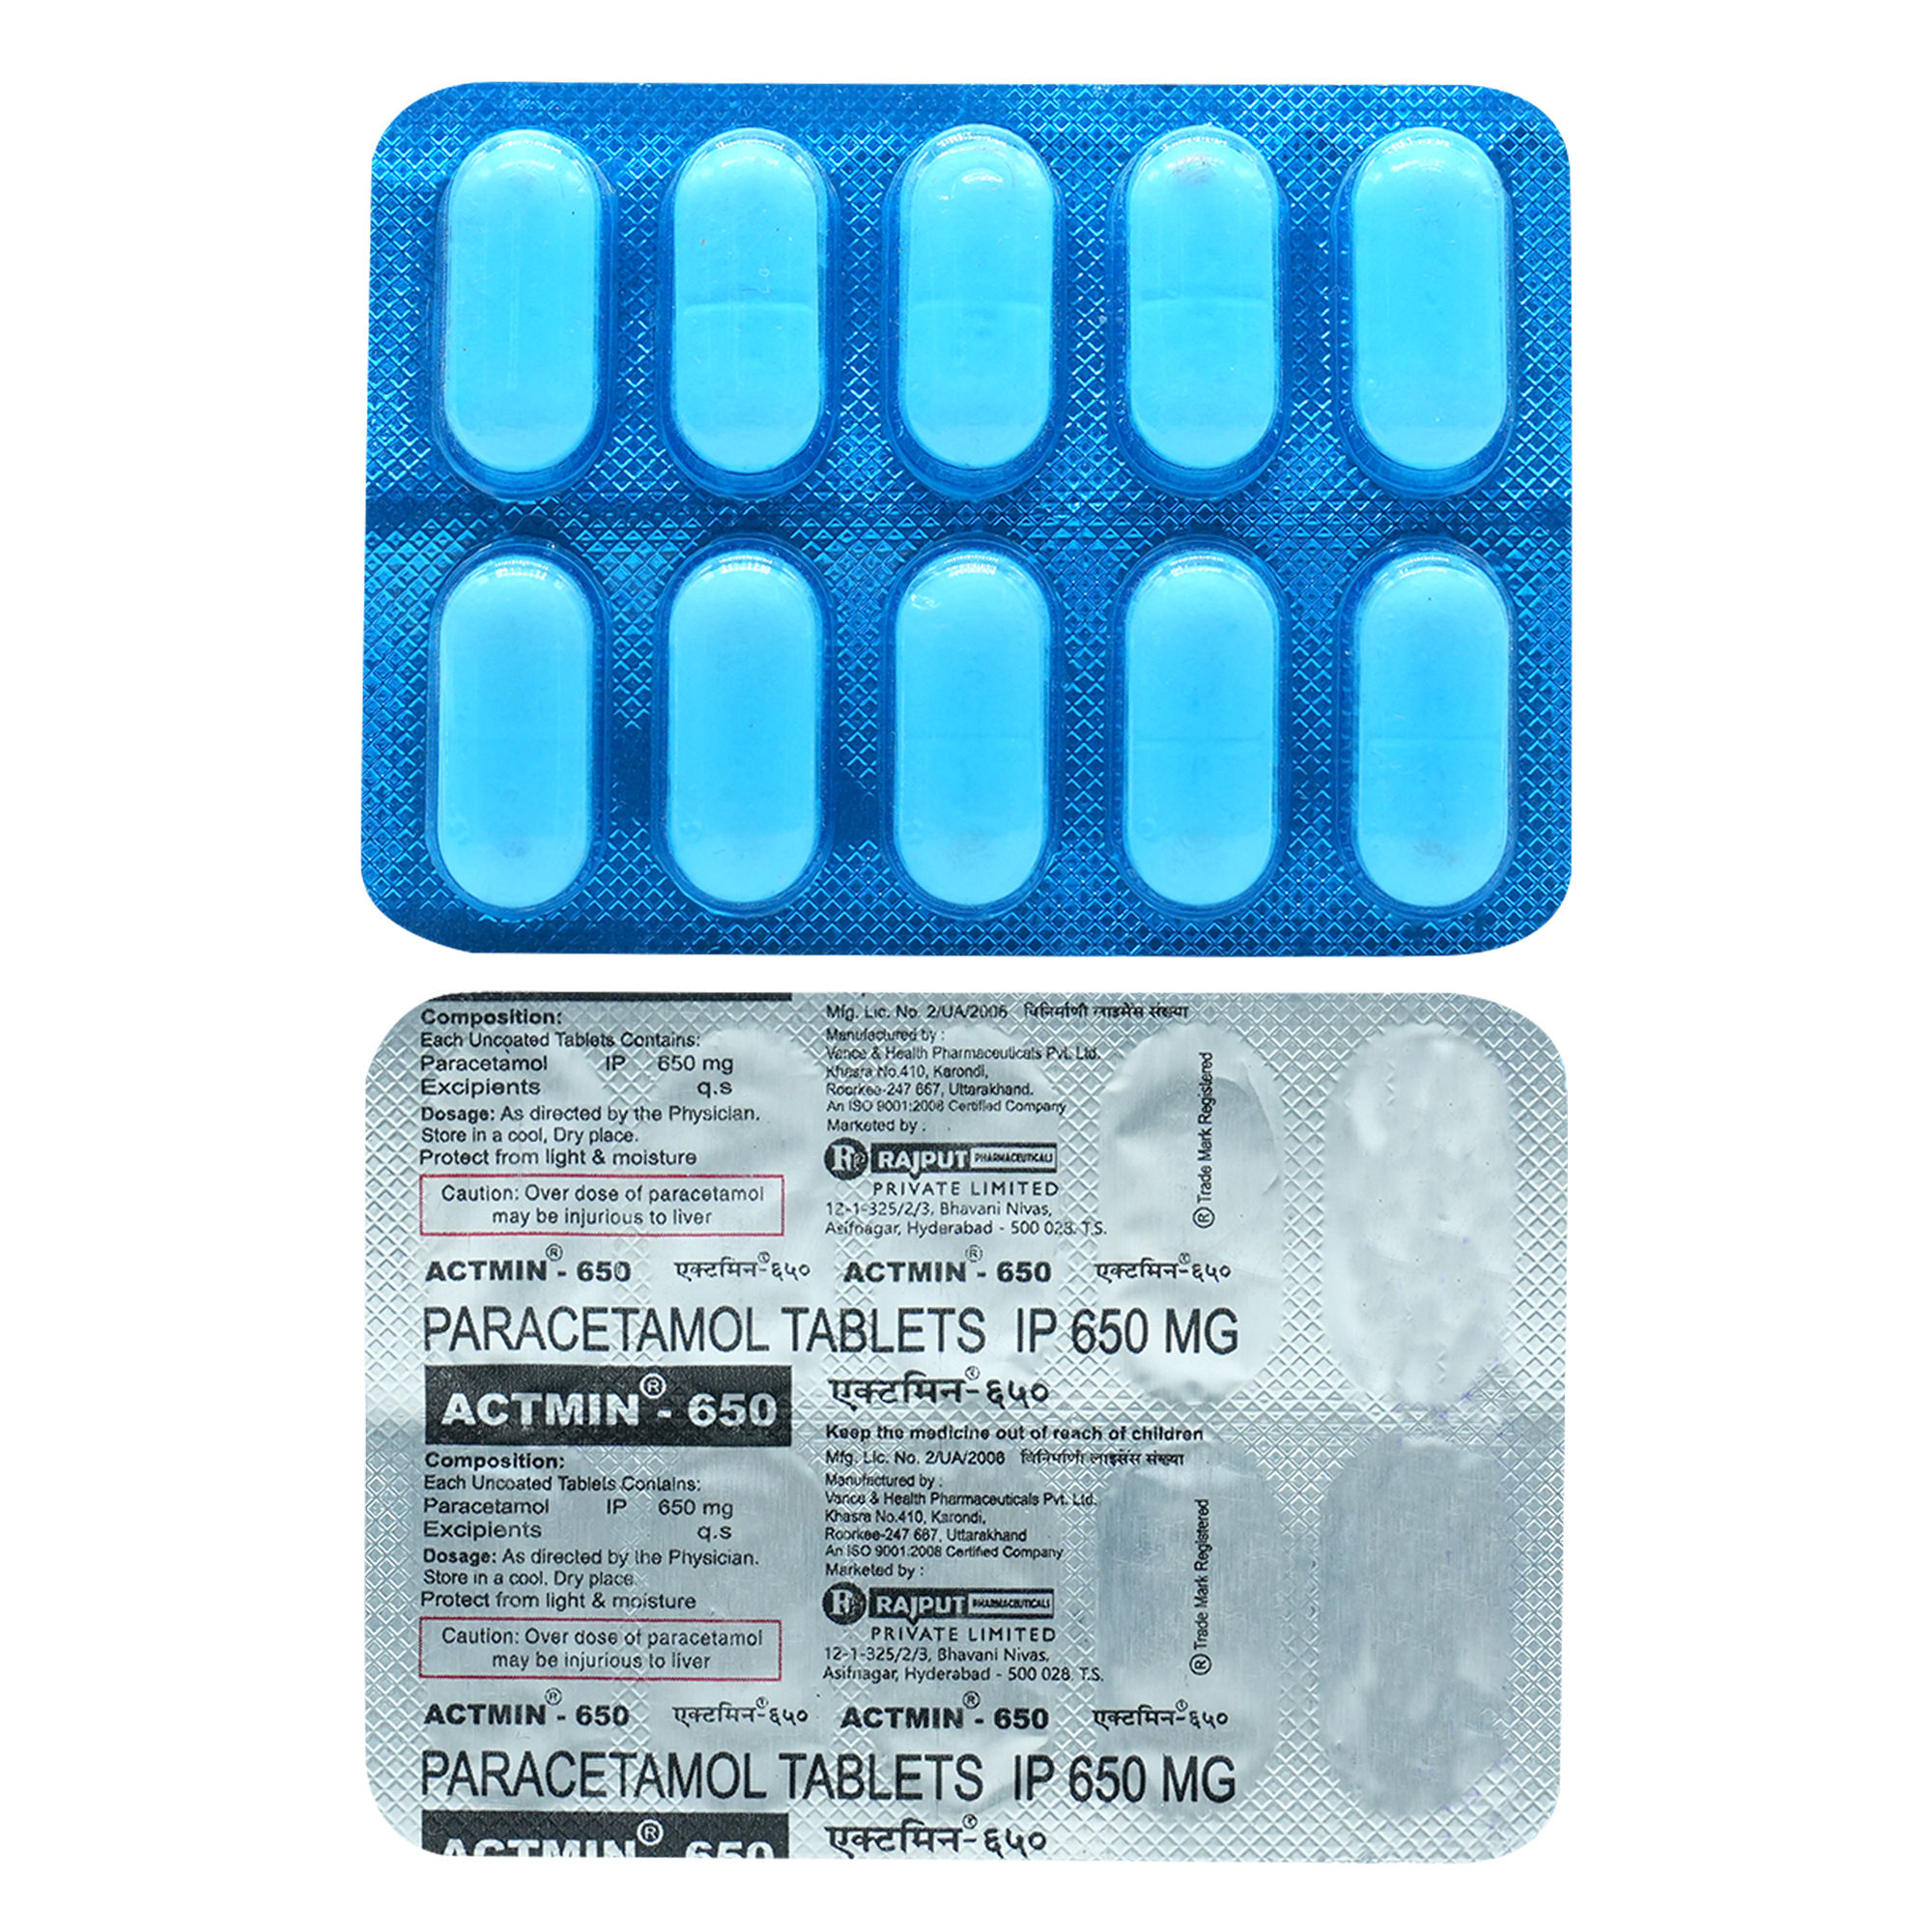 Composition:
Each Uncoated Tablets Contains:
Paracetamol IP 650 mg
Excipients q.s
Dosage: As directed by the Physician.
Store in a cool, Dry place.
Protect from light & moisture
Caution: Over dose of paracetamol
may be injurious to liver
Mfg. Lic. No. 2/UA/2006 विनिर्माणी लाइसेंस संख्या
Manufactured by :
Vance & Health Pharmaceuticals Pvt. Ltd.
Khasra No.410, Karondi,
Roorkee-247 667, Uttarakhand.
An ISO 9001:2008 Certified Company
Marketed by :
RAJPUT PHARMACEUTICALS
PRIVATE LIMITED
12-1-325/2/3, Bhavani Nivas,
Asifnagar, Hyderabad - 500 028. T.S.
® Trade Mark Registered
ACTMIN® - 650 एक्टमिन®-६५० ACTMIN® - 650 एक्टमिन®-६५०
PARACETAMOL TABLETS IP 650 MG
ACTMIN® - 650 एक्टमिन®-६५०
Keep the medicine out of reach of children
Composition:
Each Uncoated Tablets Contains:
Paracetamol IP 650 mg
Excipients q.s
Dosage: As directed by the Physician.
Store in a cool, Dry place.
Protect from light & moisture
Caution: Over dose of paracetamol
may be injurious to liver
Mfg. Lic. No. 2/UA/2006 विनिर्माणी लाइसेंस संख्या
Manufactured by :
Vance & Health Pharmaceuticals Pvt. Ltd.
Khasra No.410, Karondi,
Roorkee-247 667, Uttarakhand
An ISO 9001:2008 Certified Company
Marketed by :
RAJPUT PHARMACEUTICALS
PRIVATE LIMITED
12-1-325/2/3, Bhavani Nivas,
Asifnagar, Hyderabad - 500 028. T.S.
® Trade Mark Registered
ACTMIN® - 650 एक्टमिन®-६५० ACTMIN® - 650 एक्टमिन®-६५०
PARACETAMOL TABLETS IP 650 MG
ACTMIN® 650 एक्टमिन®-६५०